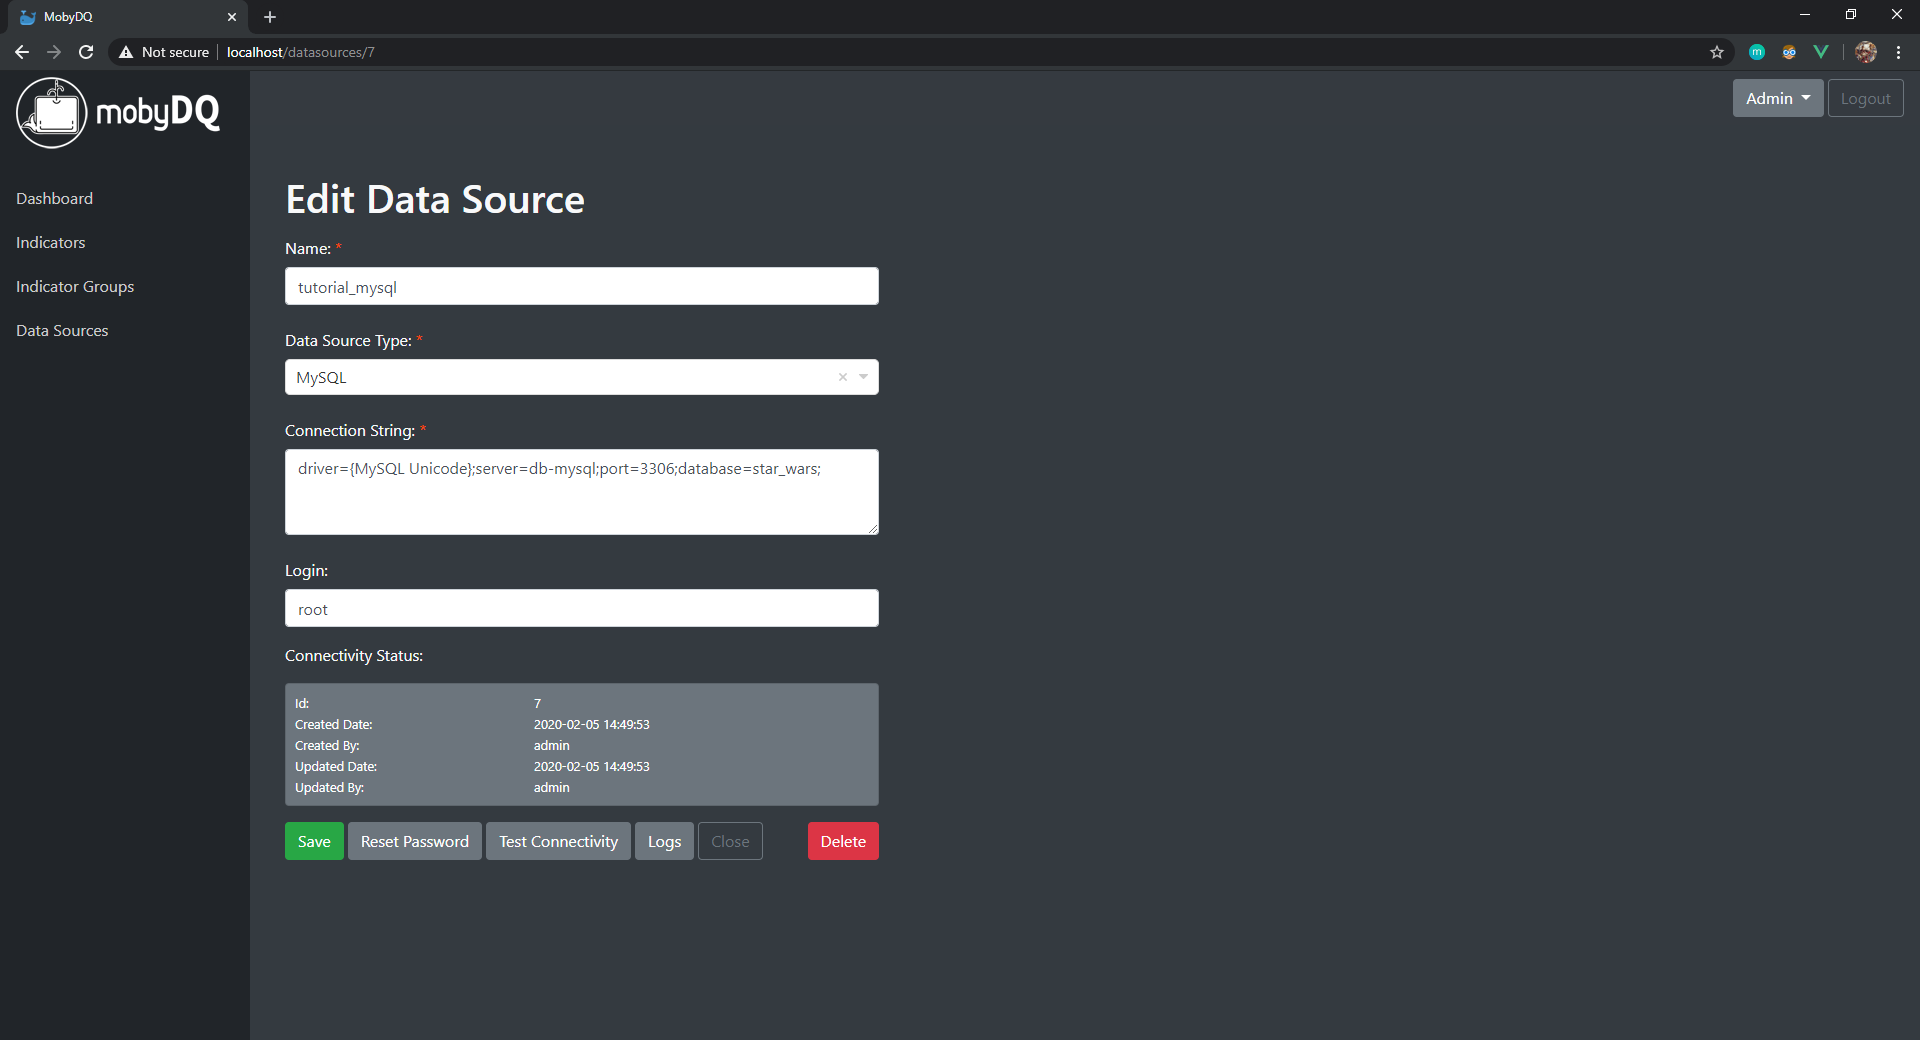 MobyDQ
Not secure
localhost/datasources/7
m
mobyDQ
Admin
Logout
Dashboard
Indicators
Indicator Groups
Data Sources
Edit Data Source
Name: *
tutorial_mysql
Data Source Type: *
MySQL
Connection String: *
driver={MySQL Unicode};server=db-mysql;port=3306;database=star_wars;
Login:
root
Connectivity Status:
Id: 7
Created Date: 2020-02-05 14:49:53
Created By: admin
Updated Date: 2020-02-05 14:49:53
Updated By: admin
Save Reset Password Test Connectivity Logs Close Delete